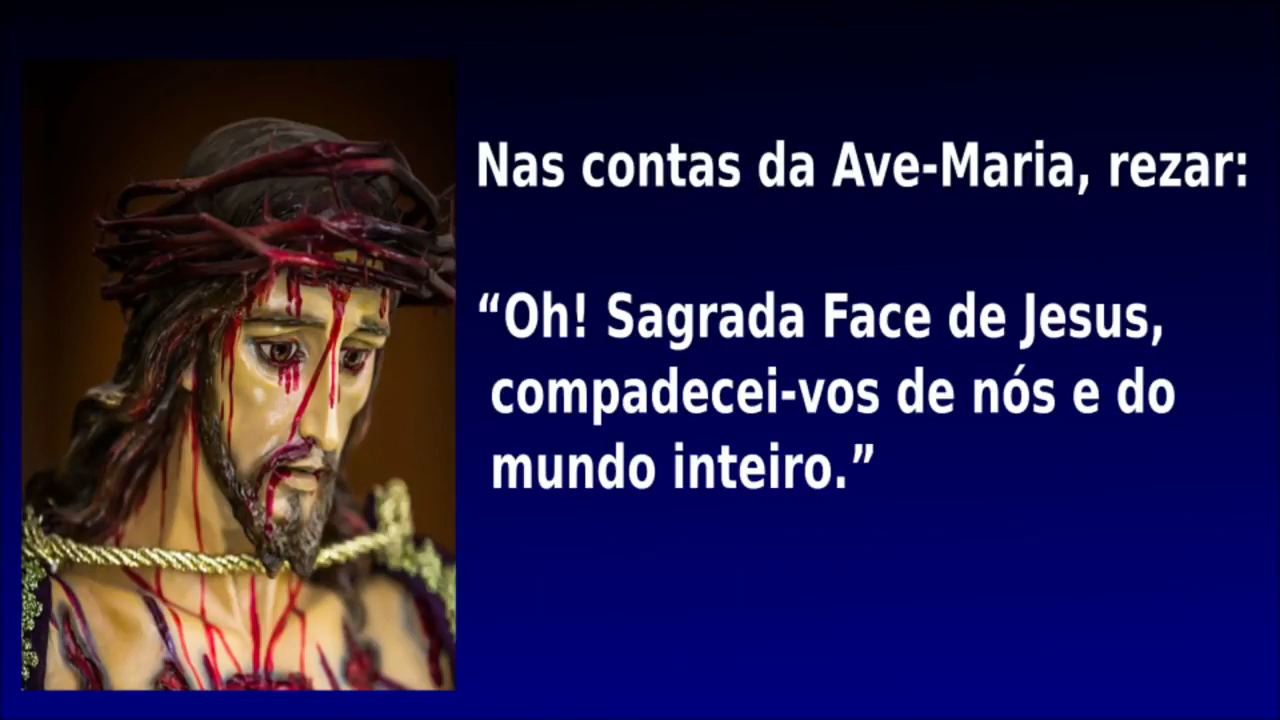 Nas contas da Ave-Maria, rezar:
“Oh! Sagrada Face de Jesus,
compadecei-vos de nós e do
mundo inteiro.”